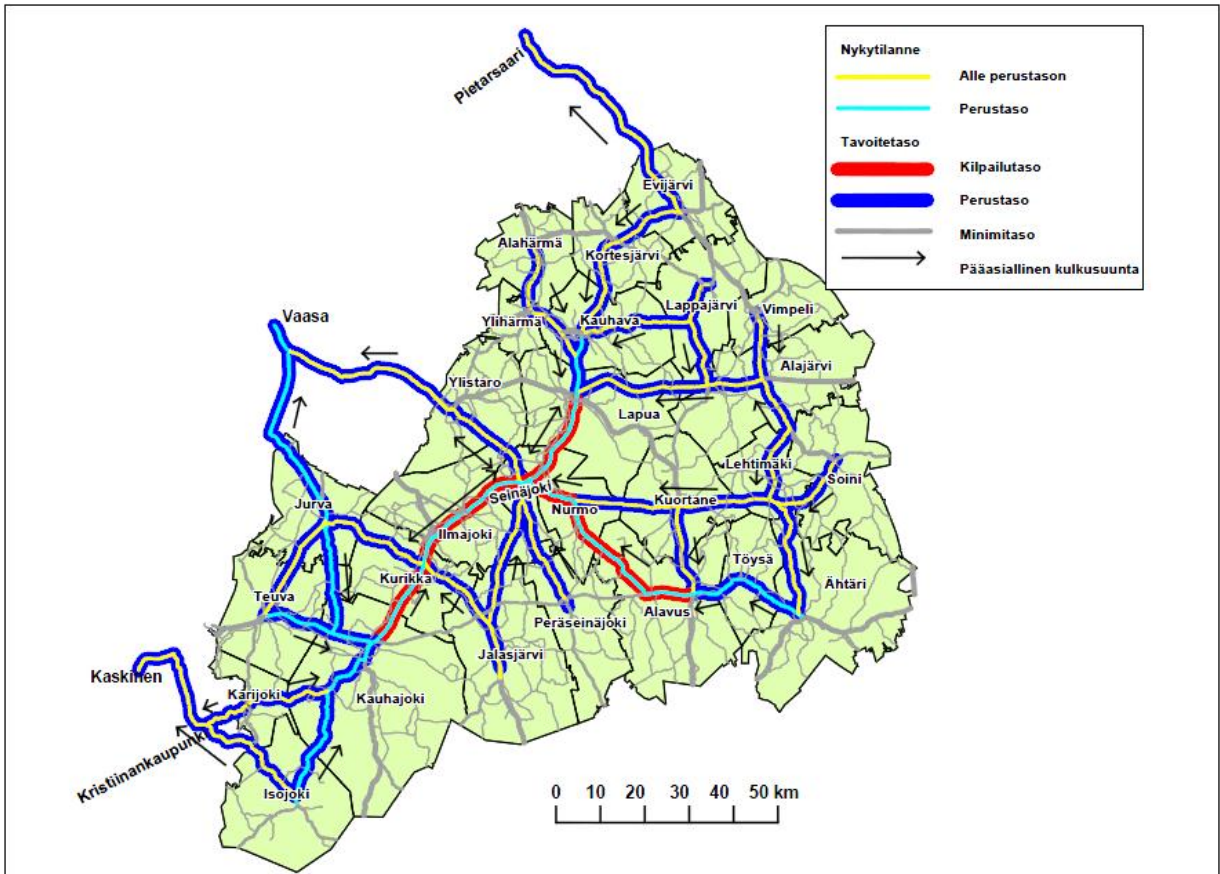 Nykytilanne
Alle perustason
Perustaso
Tavoitetaso
Kilpailutaso
Perustaso
Minimitaso
Pääasiallinen kulkusuunta
Pietarsaari
Evijärvi
Alahärmä
Kortesjärvi
Lappajärvi
Vimpeli
Vaasa
Ylihärmä
Kauhava
Alajärvi
Ylistaro
Lapua
Lehtimäki
Soini
Seinäjoki
Kuortane
Nurmo
Jurva
Ilmajoki
Töysä
Ähtäri
Kurikka
Teuva
Alavus
Peräseinäjoki
Jalasjärvi
Kaskinen
Karijoki
Kauhajoki
Kristiinankaupunki
Isojoki
0 10 20 30 40 50 km